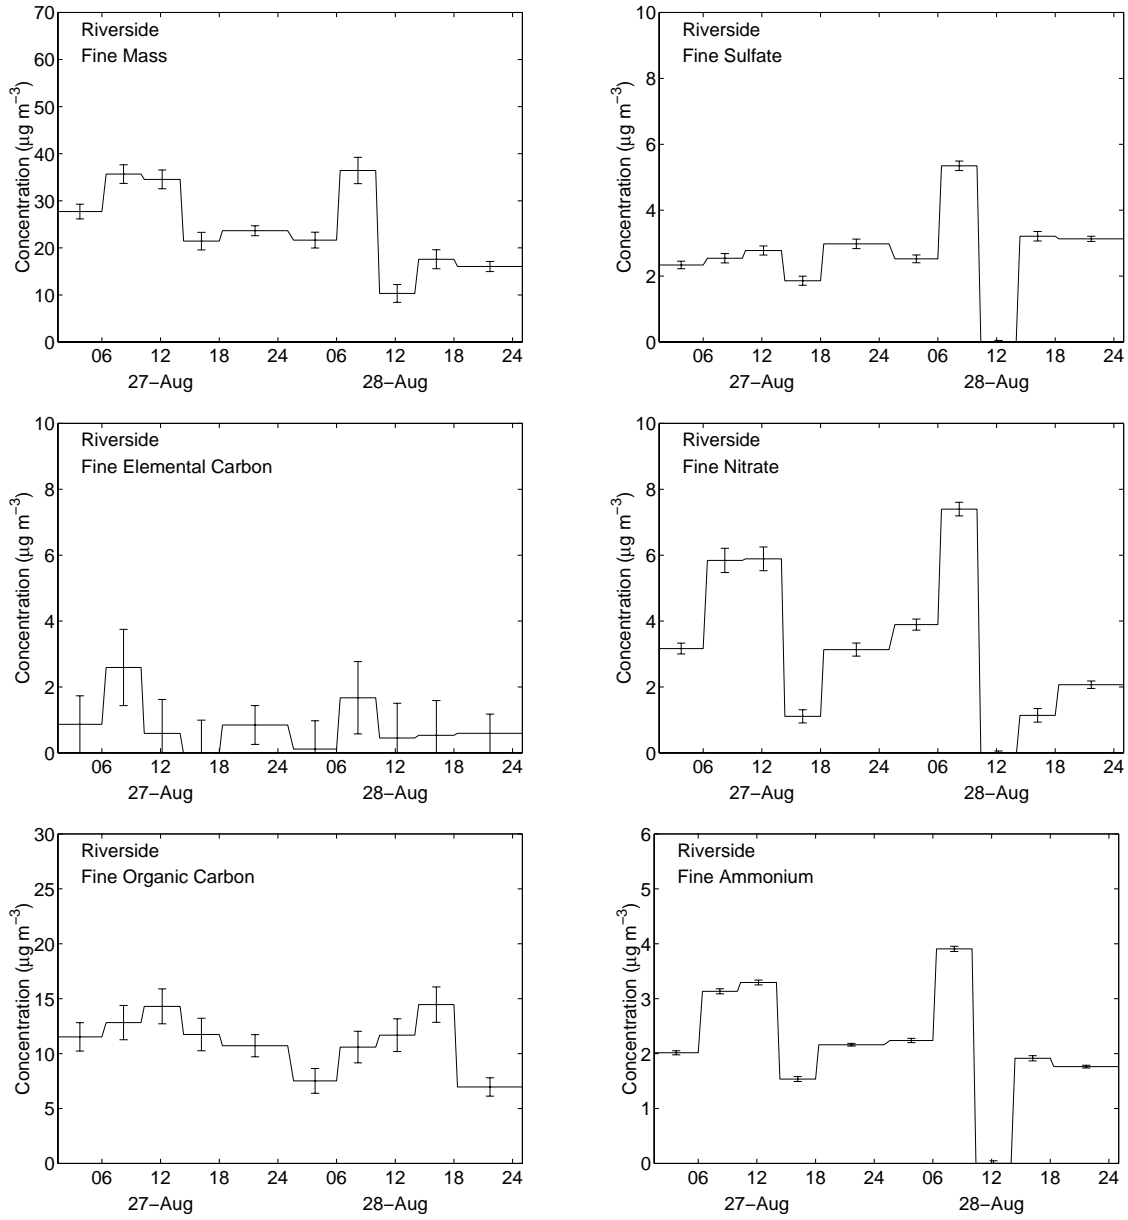 Riverside
Fine Mass
Concentration (µg m−3)
70
60
50
40
30
20
10
0
06 12 18 24 06 12 18 24
27−Aug 28−Aug
Riverside
Fine Sulfate
Concentration (µg m−3)
10
8
6
4
2
0
06 12 18 24 06 12 18 24
27−Aug 28−Aug
Riverside
Fine Elemental Carbon
Concentration (µg m−3)
10
8
6
4
2
0
06 12 18 24 06 12 18 24
27−Aug 28−Aug
Riverside
Fine Nitrate
Concentration (µg m−3)
10
8
6
4
2
0
06 12 18 24 06 12 18 24
27−Aug 28−Aug
Riverside
Fine Organic Carbon
Concentration (µg m−3)
30
25
20
15
10
5
0
06 12 18 24 06 12 18 24
27−Aug 28−Aug
Riverside
Fine Ammonium
Concentration (µg m−3)
6
5
4
3
2
1
0
06 12 18 24 06 12 18 24
27−Aug 28−Aug